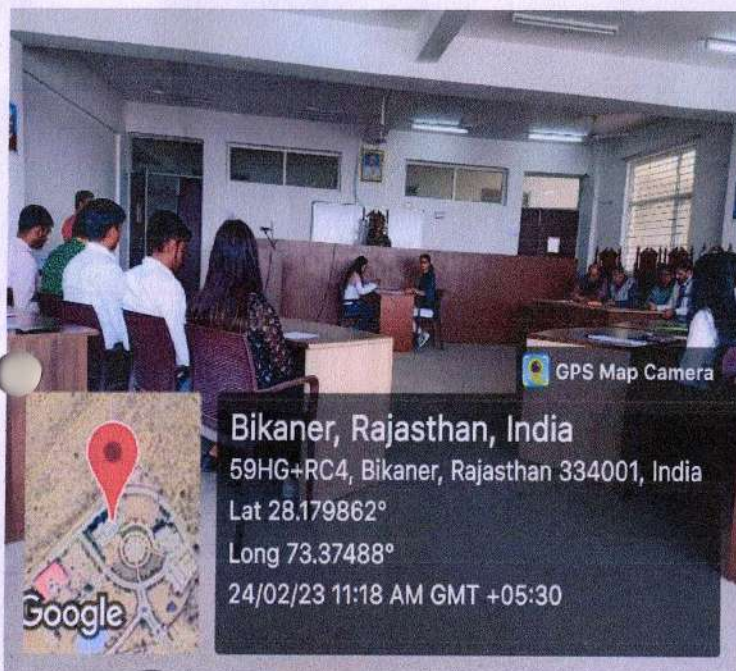 GPS Map Camera
Bikaner, Rajasthan, India
59HG+RC4, Bikaner, Rajasthan 334001, India
Lat 28.179862°
Long 73.37488°
24/02/23 11:18 AM GMT +05:30
Google